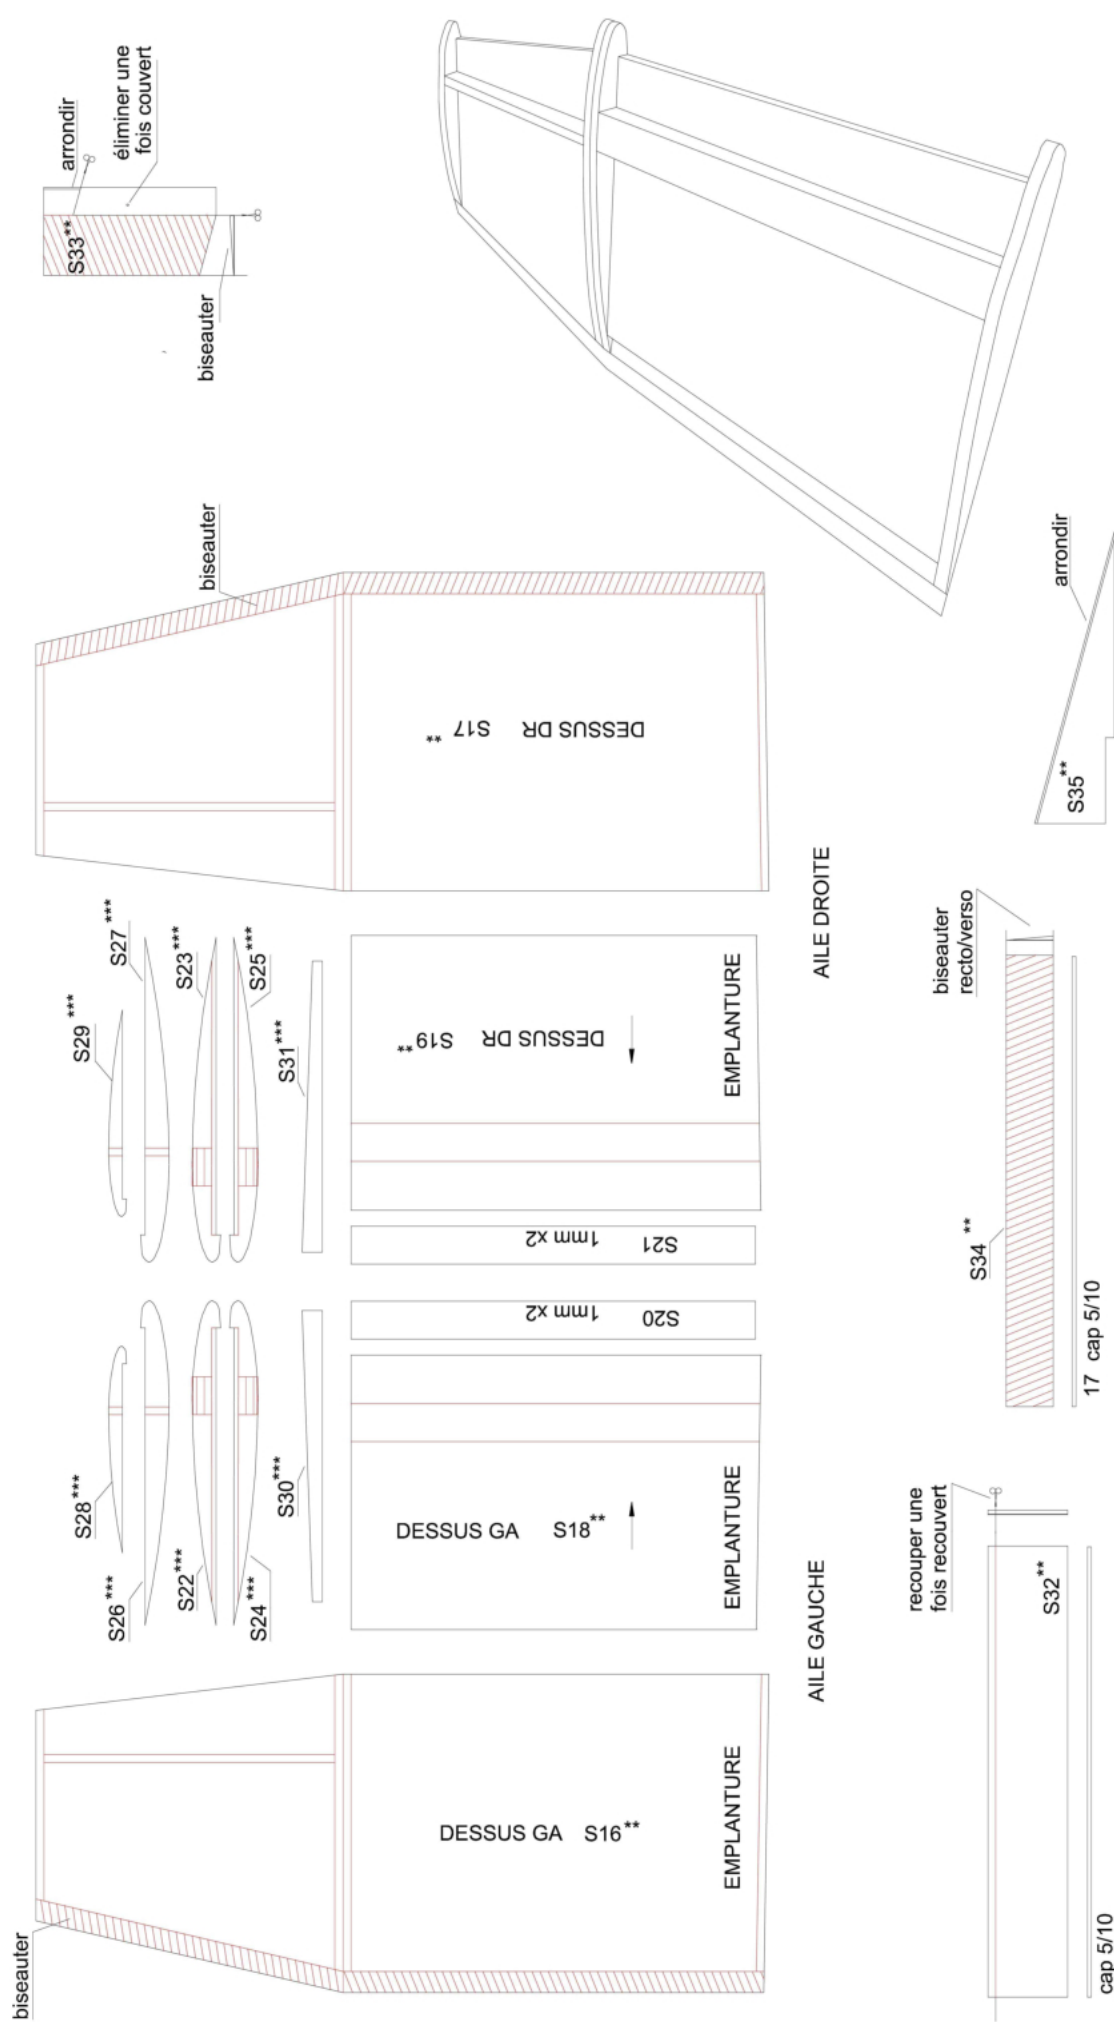 arrondir
éliminer une
fois couvert
S33**
biseauter
biseauter
S17**
DESSUS DR
S29***
S27***
S23***
S25***
S31***
S19**
DESSUS DR
EMPLANTURE
S21
1mm x2
AILE DROITE
S20
1mm x2
S28***
S26***
S22***
S24***
S30***
DESSUS GA S18**
EMPLANTURE
AILE GAUCHE
DESSUS GA S16**
EMPLANTURE
biseauter
arrondir
S35**
biseauter
recto/verso
S34**
17 cap 5/10
recouper une
fois recouvert
S32**
cap 5/10